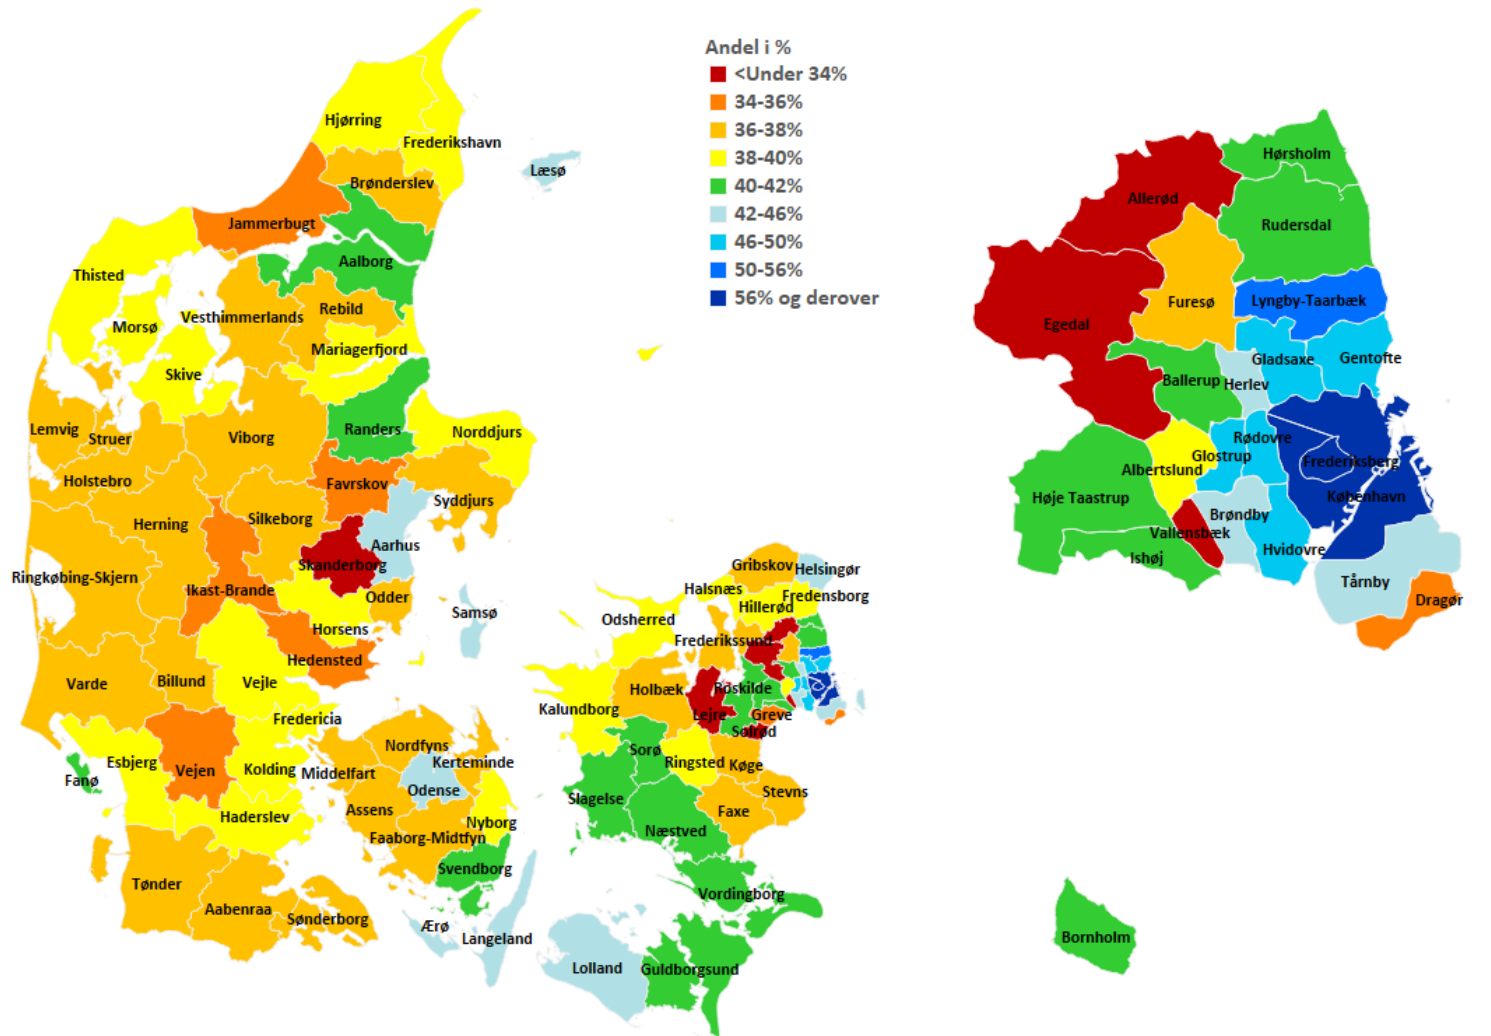 Andel i %
<Under 34%
34-36%
36-38%
38-40%
40-42%
42-46%
46-50%
50-56%
56% og derover
Hjørring
Frederikshavn
Læsø
Brønderslev
Jammerbugt
Aalborg
Thisted
Morsø
Vesthimmerlands
Rebild
Mariagerfjord
Skive
Lemvig
Struer
Viborg
Randers
Norddjurs
Holstebro
Favrskov
Syddjurs
Herning
Silkeborg
Aarhus
Skanderborg
Ringkøbing-Skjern
Ikast-Brande
Odder
Samsø
Horsens
Hedensted
Varde
Billund
Vejle
Fredericia
Esbjerg
Fanø
Vejen
Kolding
Haderslev
Tønder
Aabenraa
Sønderborg
Nordfyns
Middelfart
Kerteminde
Odense
Assens
Nyborg
Faaborg-Midtfyn
Svendborg
Ærø
Langeland
Gribskov
Helsingør
Halsnæs
Fredensborg
Hillerød
Odsherred
Frederikssund
Holbæk
Roskilde
Kalundborg
Lejre
Greve
Solrød
Sorø
Ringsted
Køge
Slagelse
Stevns
Faxe
Næstved
Vordingborg
Lolland
Guldborgsund
Hørsholm
Allerød
Rudersdal
Furesø
Lyngby-Taarbæk
Egedal
Gladsaxe
Gentofte
Ballerup
Herlev
Rødovre
Glostrup
Frederiksberg
Albertslund
Høje Taastrup
København
Brøndby
Vallensbæk
Hvidovre
Ishøj
Tårnby
Dragør
Bornholm